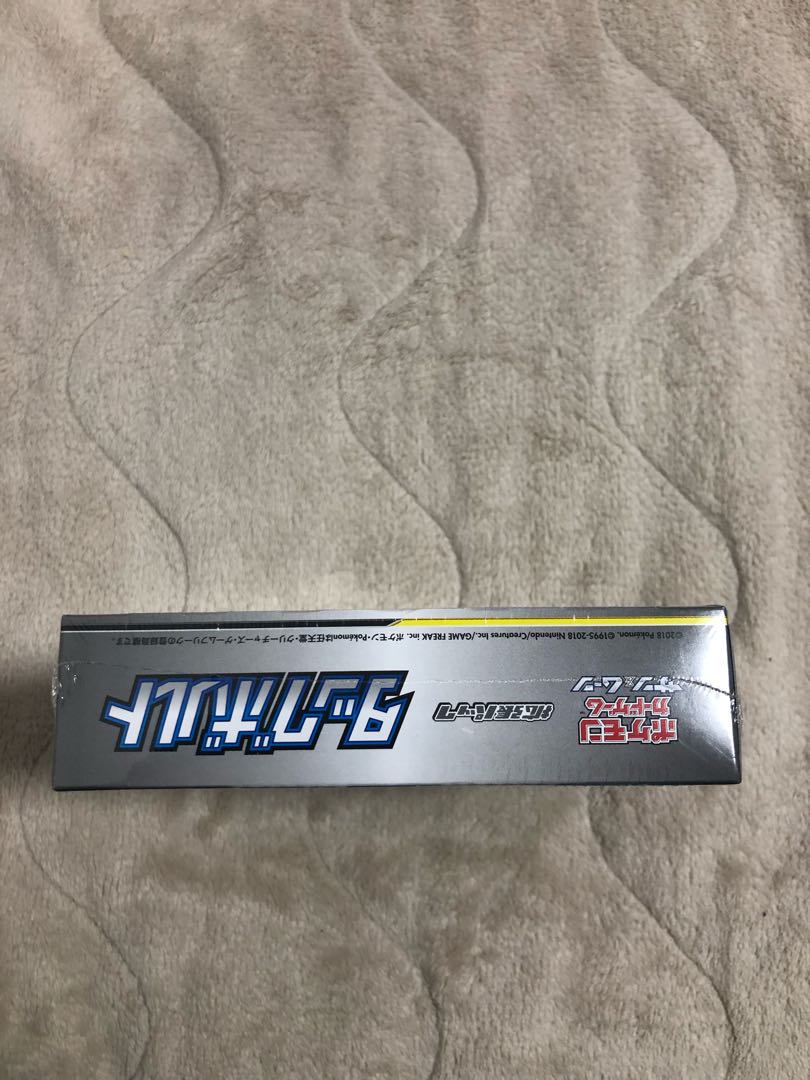 ポケモン
カードゲーム
サン&ムーン
拡張パック
タッグボルト
©2018 Pokémon. ©1995-2018 Nintendo/Creatures Inc./GAME FREAK inc. ポケモン・Pokémonは任天堂・クリーチャーズ・ゲームフリークの登録商標です。